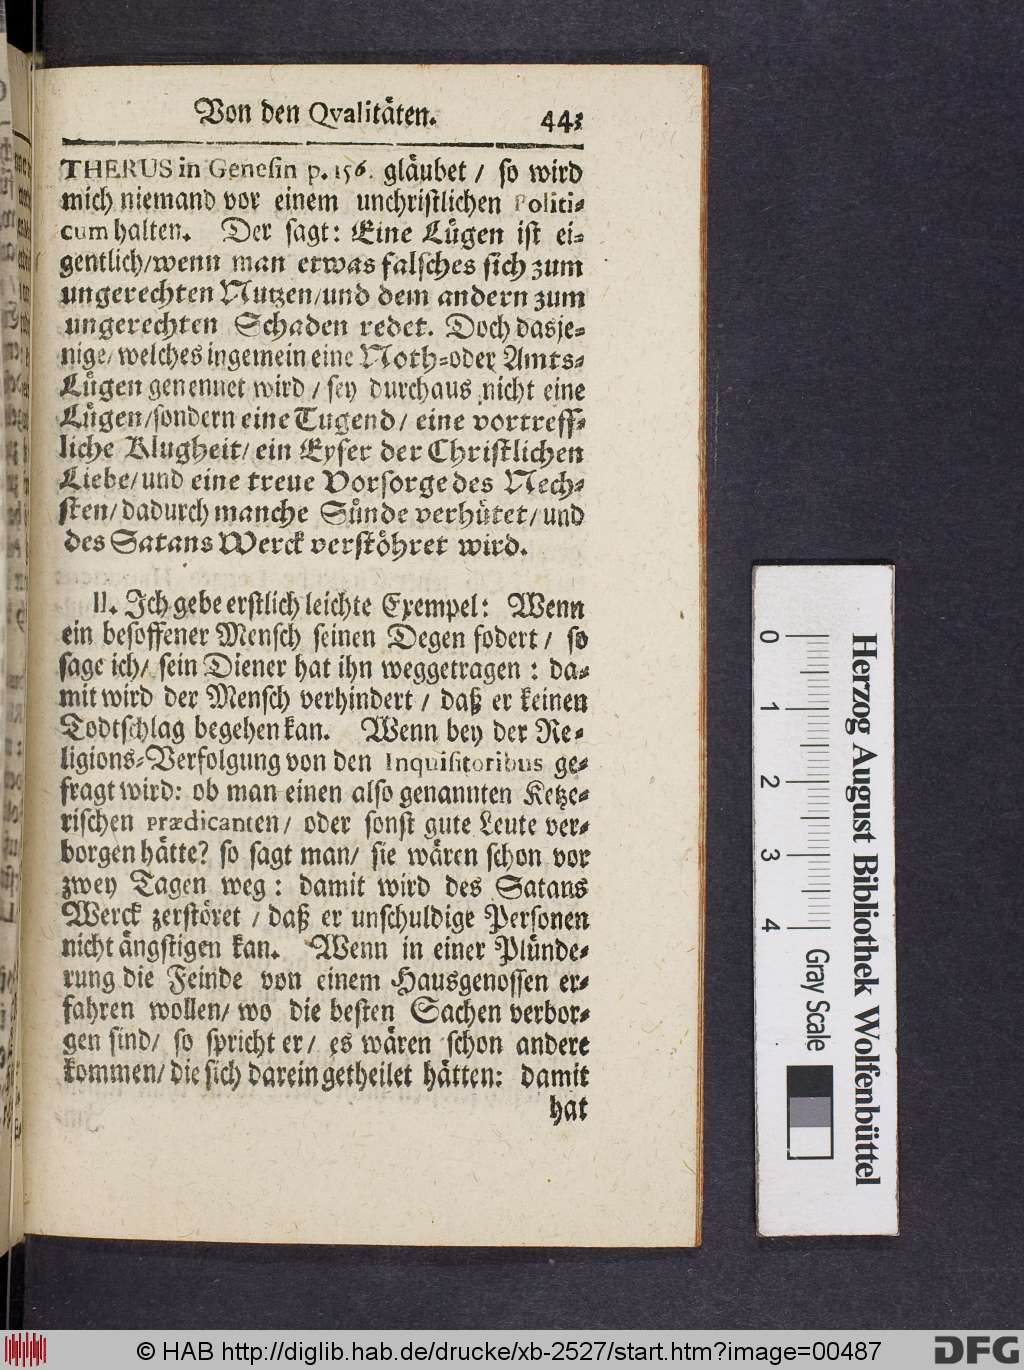 Von den Qvalitäten. 443
THERUS in Genesin p. 156. gläubet / so wird
mich niemand vor einem unchristlichen Politi-
cum halten. Der sagt: Eine Lügen ist ei-
gentlich/wenn man etwas falsches sich zum
ungerechten Nutzen/und dem andern zum
ungerechten Schaden redet. Doch dasje-
nige/welches ingemein eine Noth-oder Amts-
Lügen genennet wird / sey durchaus nicht eine
Lügen/sondern eine Tugend/ eine vortreff-
liche Klugheit/ ein Eyfer der Christlichen
Liebe/und eine treue Vorsorge des Nech-
sten/dadurch manche Sünde verhütet/und
des Satans Werck verstöhret wird.
II. Ich gebe erstlich leichte Exempel: Wenn
ein besoffener Mensch seinen Degen fodert / so
sage ich/ sein Diener hat ihn weggetragen : da-
mit wird der Mensch verhindert / daß er keinen
Todtschlag begehen kan. Wenn bey der Re-
ligions-Verfolgung von den Inquisitoribus ge-
fragt wird: ob man einen also genannten Ketze-
rischen Prædicanten/ oder sonst gute Leute ver-
borgen hätte? so sagt man/ sie wären schon vor
zwey Tagen weg : damit wird des Satans
Werck zerstöret / daß er unschuldige Personen
nicht ängstigen kan. Wenn in einer Plünde-
rung die Feinde von einem Hausgenossen er-
fahren wollen/ wo die besten Sachen verbor-
gen sind/ so spricht er/ es wären schon andere
kommen/die sich darein getheilet hätten: damit
hat
0 1 2 3 4
Gray Scale
Herzog August Bibliothek Wolfenbüttel
© HAB http://diglib.hab.de/drucke/xb-2527/start.htm?image=00487
DFG